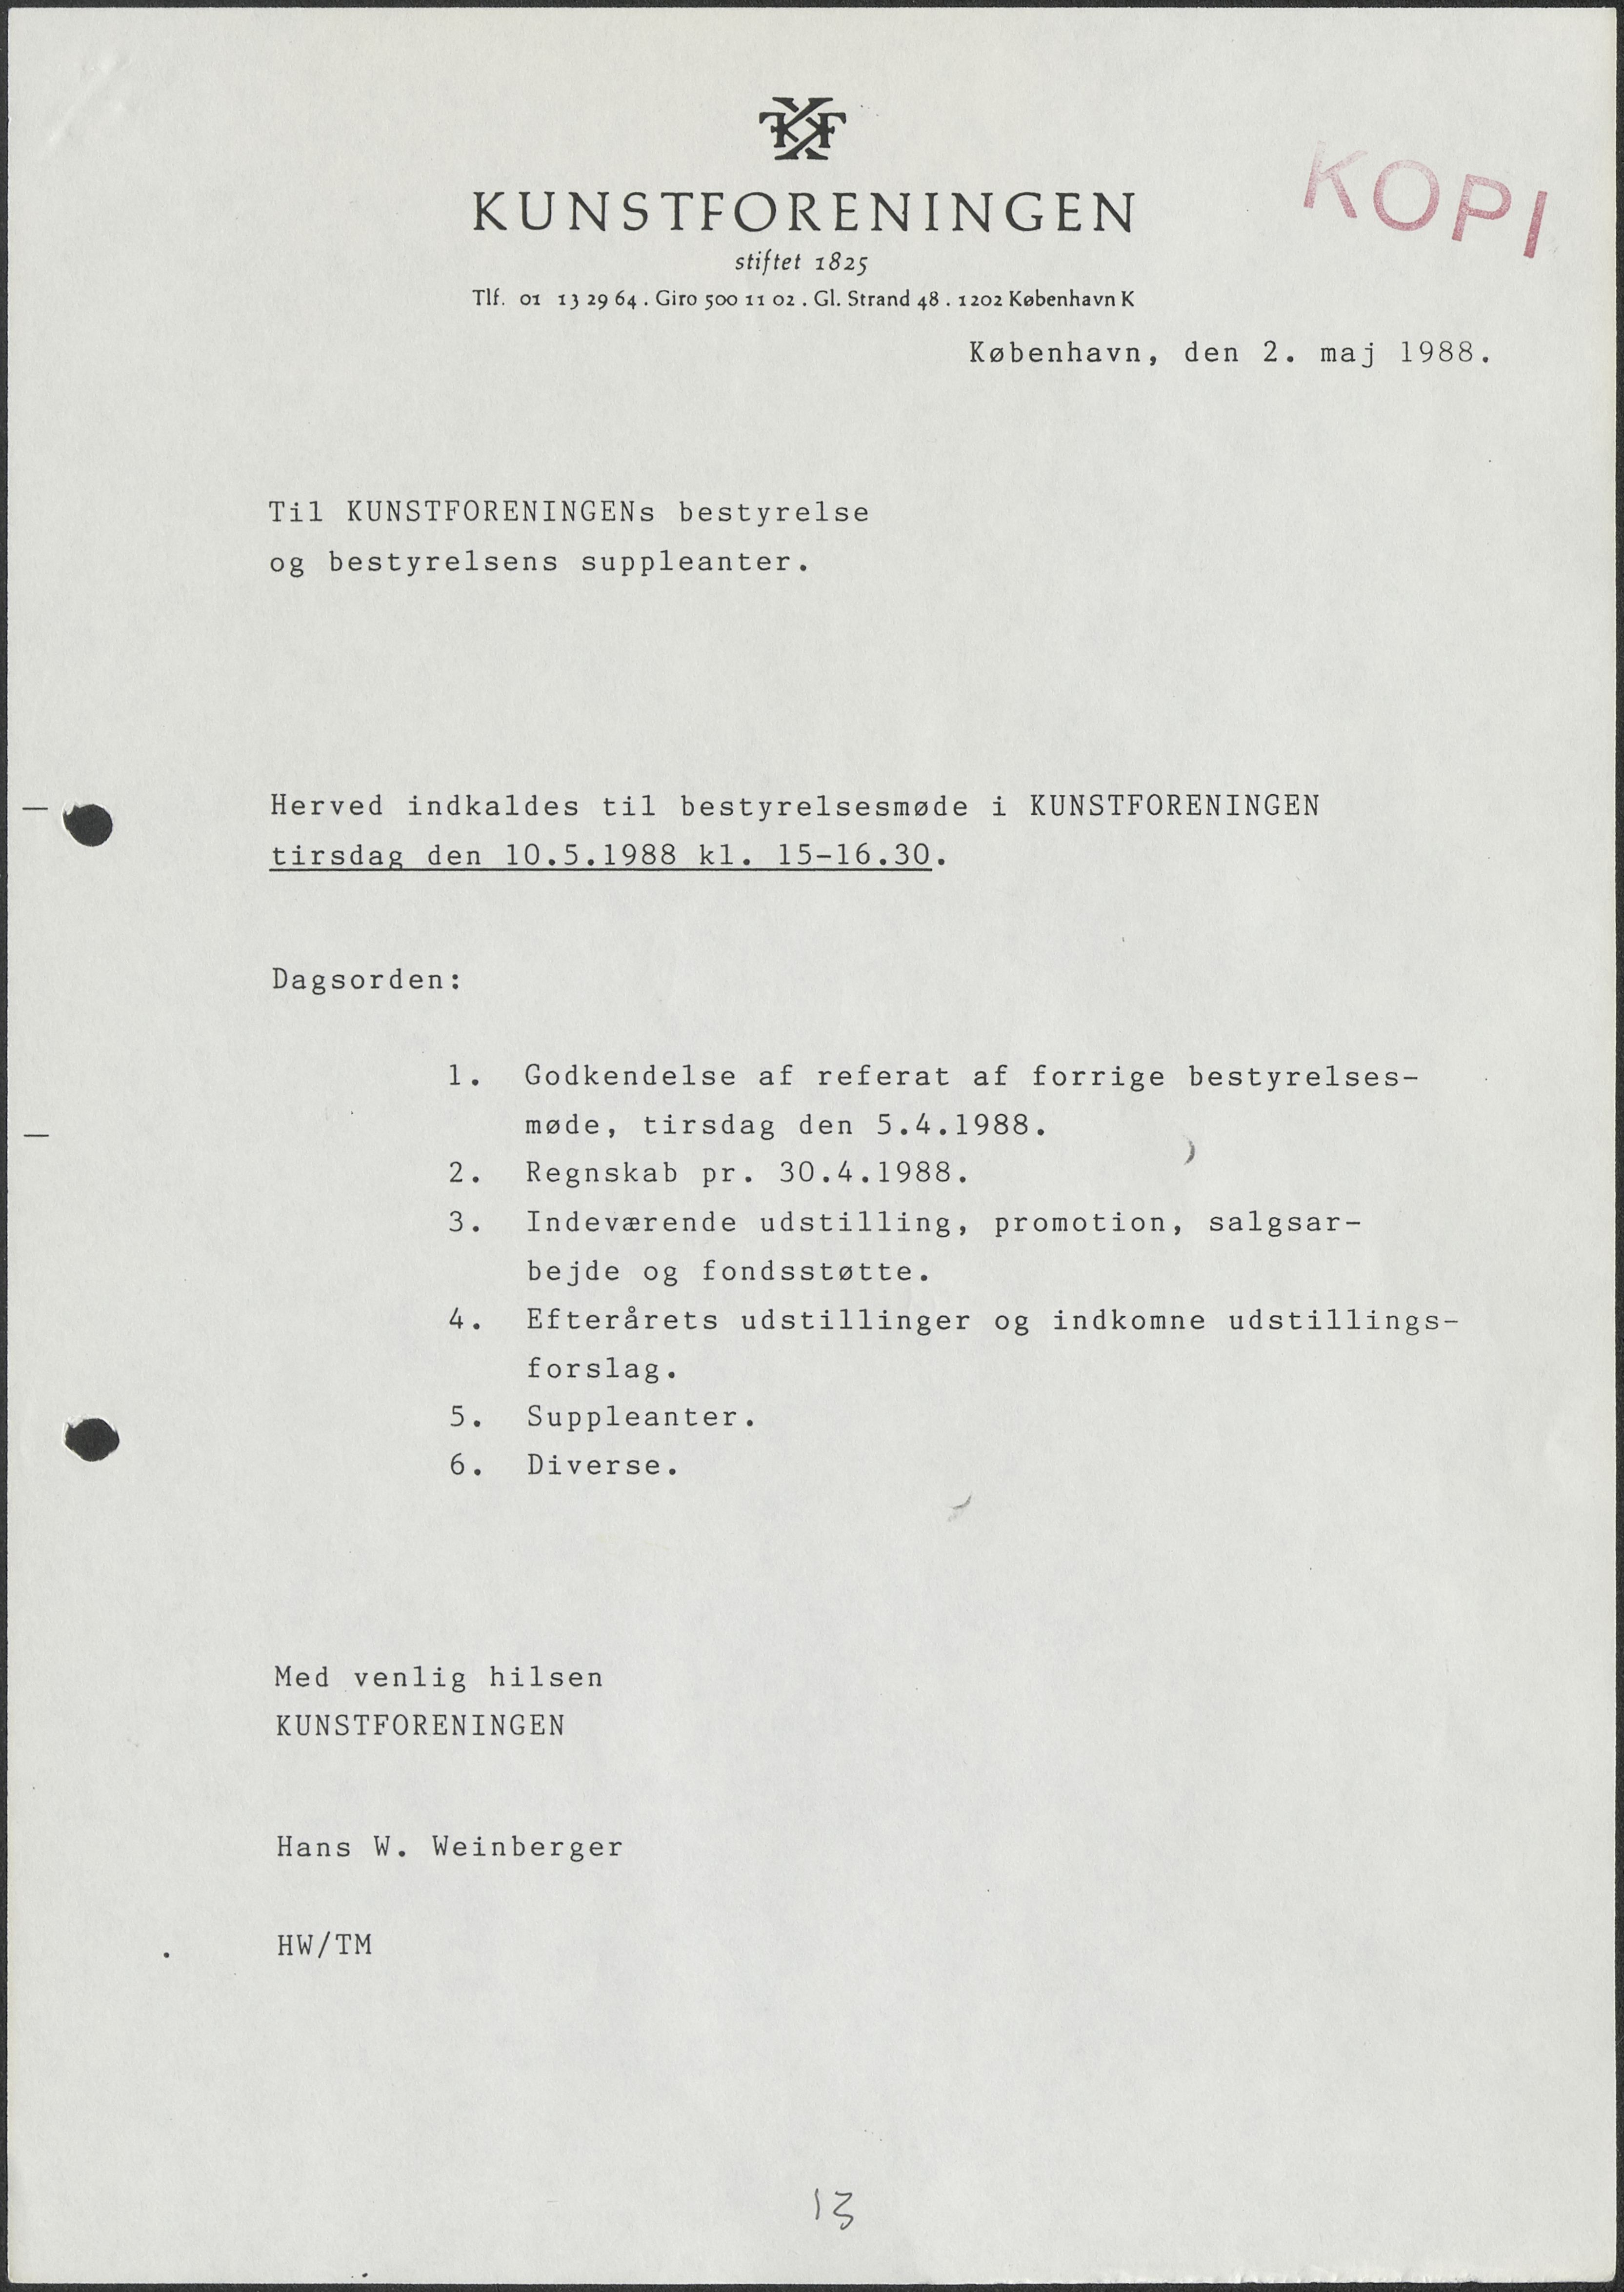 KUNSTFORENINGEN
KOPI
stiftet 1825
Tlf. 01 13 29 64 . Giro 500 11 02 . Gl. Strand 48 . 1202 København K
København, den 2. maj 1988.
Til KUNSTFORENINGENs bestyrelse
og bestyrelsens suppleanter.
Herved indkaldes til bestyrelsesmøde i KUNSTFORENINGEN
tirsdag den 10.5.1988 kl. 15-16.30.
Dagsorden:
1. Godkendelse af referat af forrige bestyrelses-
møde, tirsdag den 5.4.1988.
2. Regnskab pr. 30.4.1988.
3. Indeværende udstilling, promotion, salgsar-
bejde og fondsstøtte.
4. Efterårets udstillinger og indkomne udstillings-
forslag.
5. Suppleanter.
6. Diverse.
Med venlig hilsen
KUNSTFORENINGEN
Hans W. Weinberger
HW/TM
13